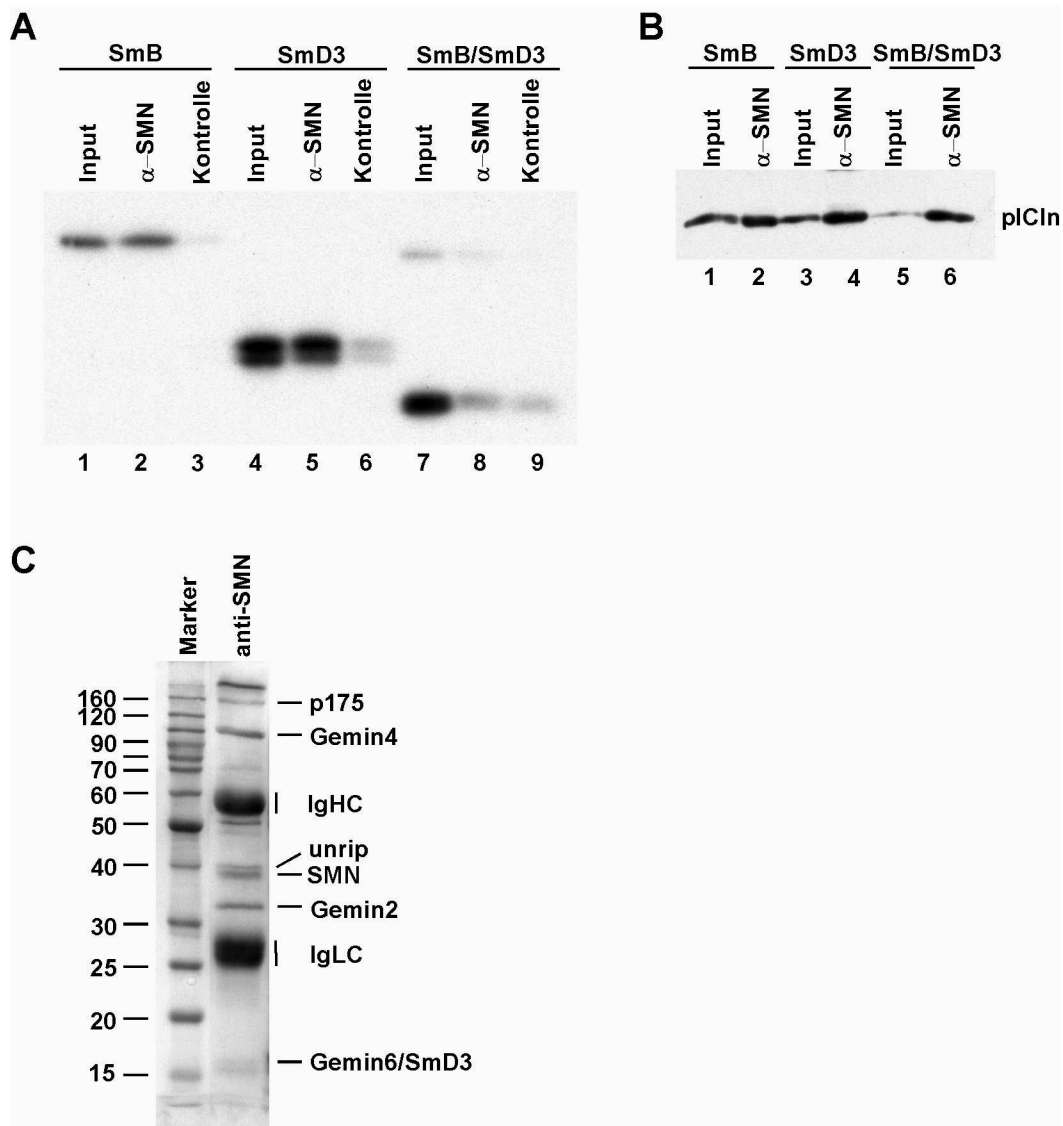 A
SmB SmD3 SmB/SmD3
Input α–SMN Kontrolle Input α–SMN Kontrolle Input α–SMN Kontrolle
1 2 3 4 5 6 7 8 9
B
SmB SmD3 SmB/SmD3
Input α–SMN Input α–SMN Input α–SMN
pICln
1 2 3 4 5 6
C
Marker anti-SMN
160
120
90
70
60
50
40
30
25
20
15
p175
Gemin4
IgHC
unrip
SMN
Gemin2
IgLC
Gemin6/SmD3